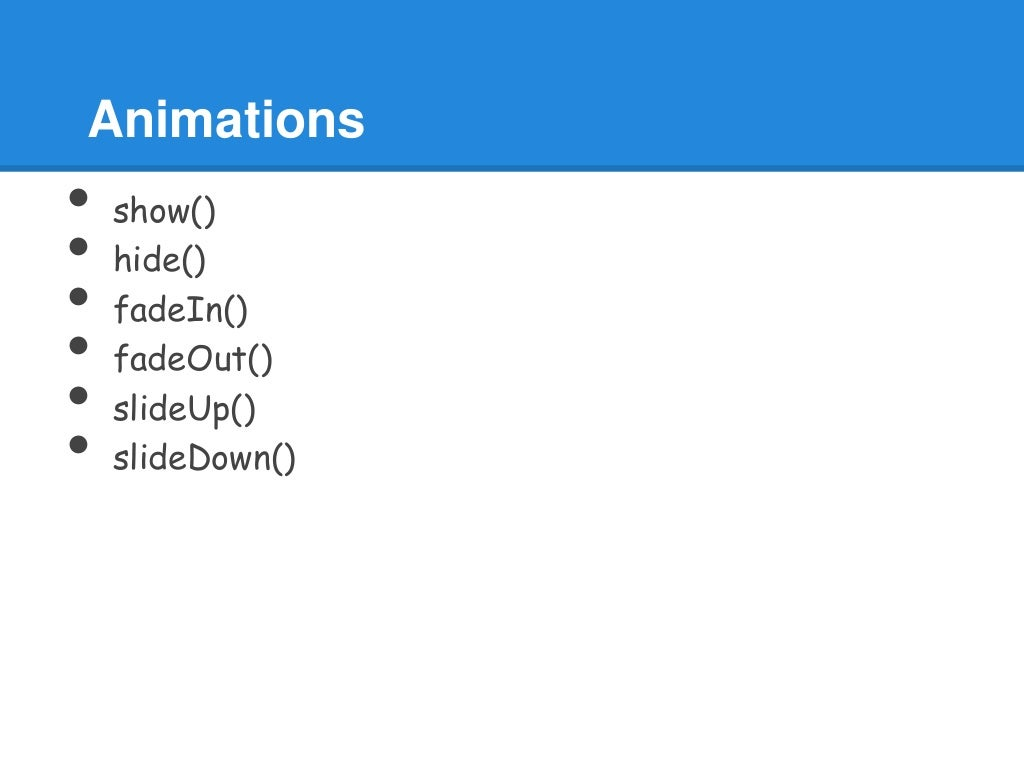 Animations
• show()
• hide()
• fadeIn()
• fadeOut()
• slideUp()
• slideDown()